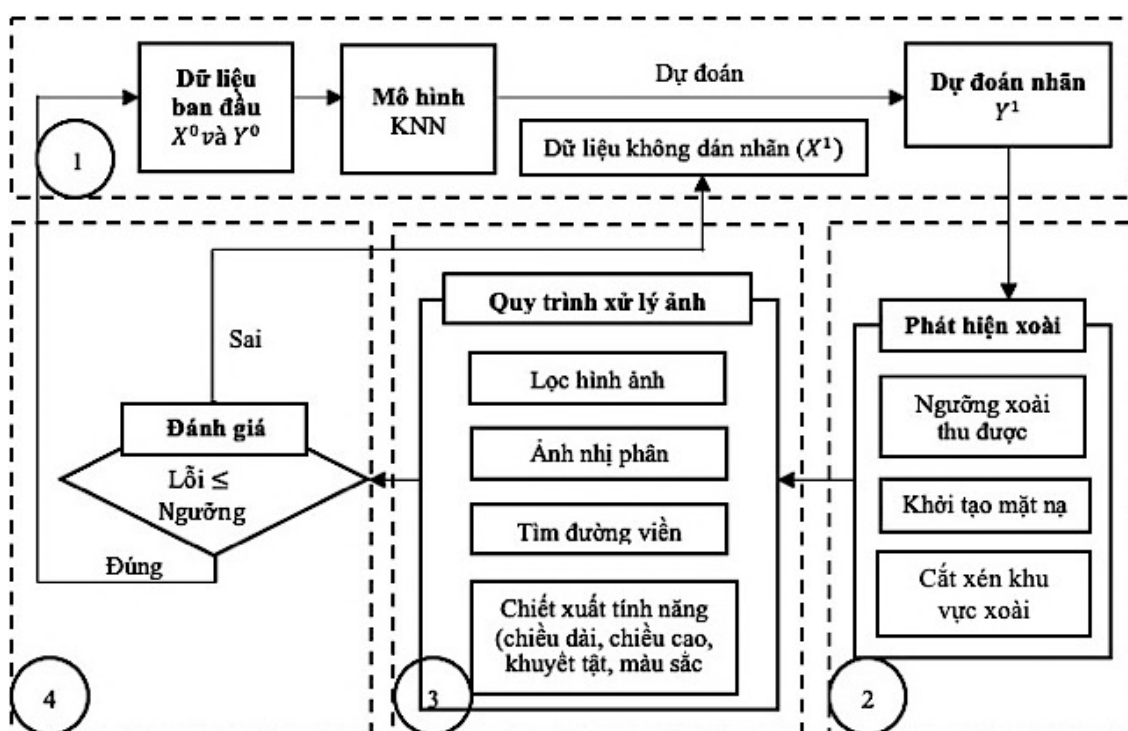 Dữ liệu
ban đầu
X⁰ và Y⁰
Mô hình
KNN
Dự đoán
Dự đoán nhãn
Y¹
Dữ liệu không dán nhãn (X¹)
1
Sai
Đánh giá
Lỗi ≤
Ngưỡng
Đúng
4
Quy trình xử lý ảnh
Lọc hình ảnh
Ảnh nhị phân
Tìm đường viền
Chiết xuất tính năng
(chiều dài, chiều cao,
khuyết tật, màu sắc
3
Phát hiện xoài
Ngưỡng xoài
thu được
Khởi tạo mặt nạ
Cắt xén khu
vực xoài
2